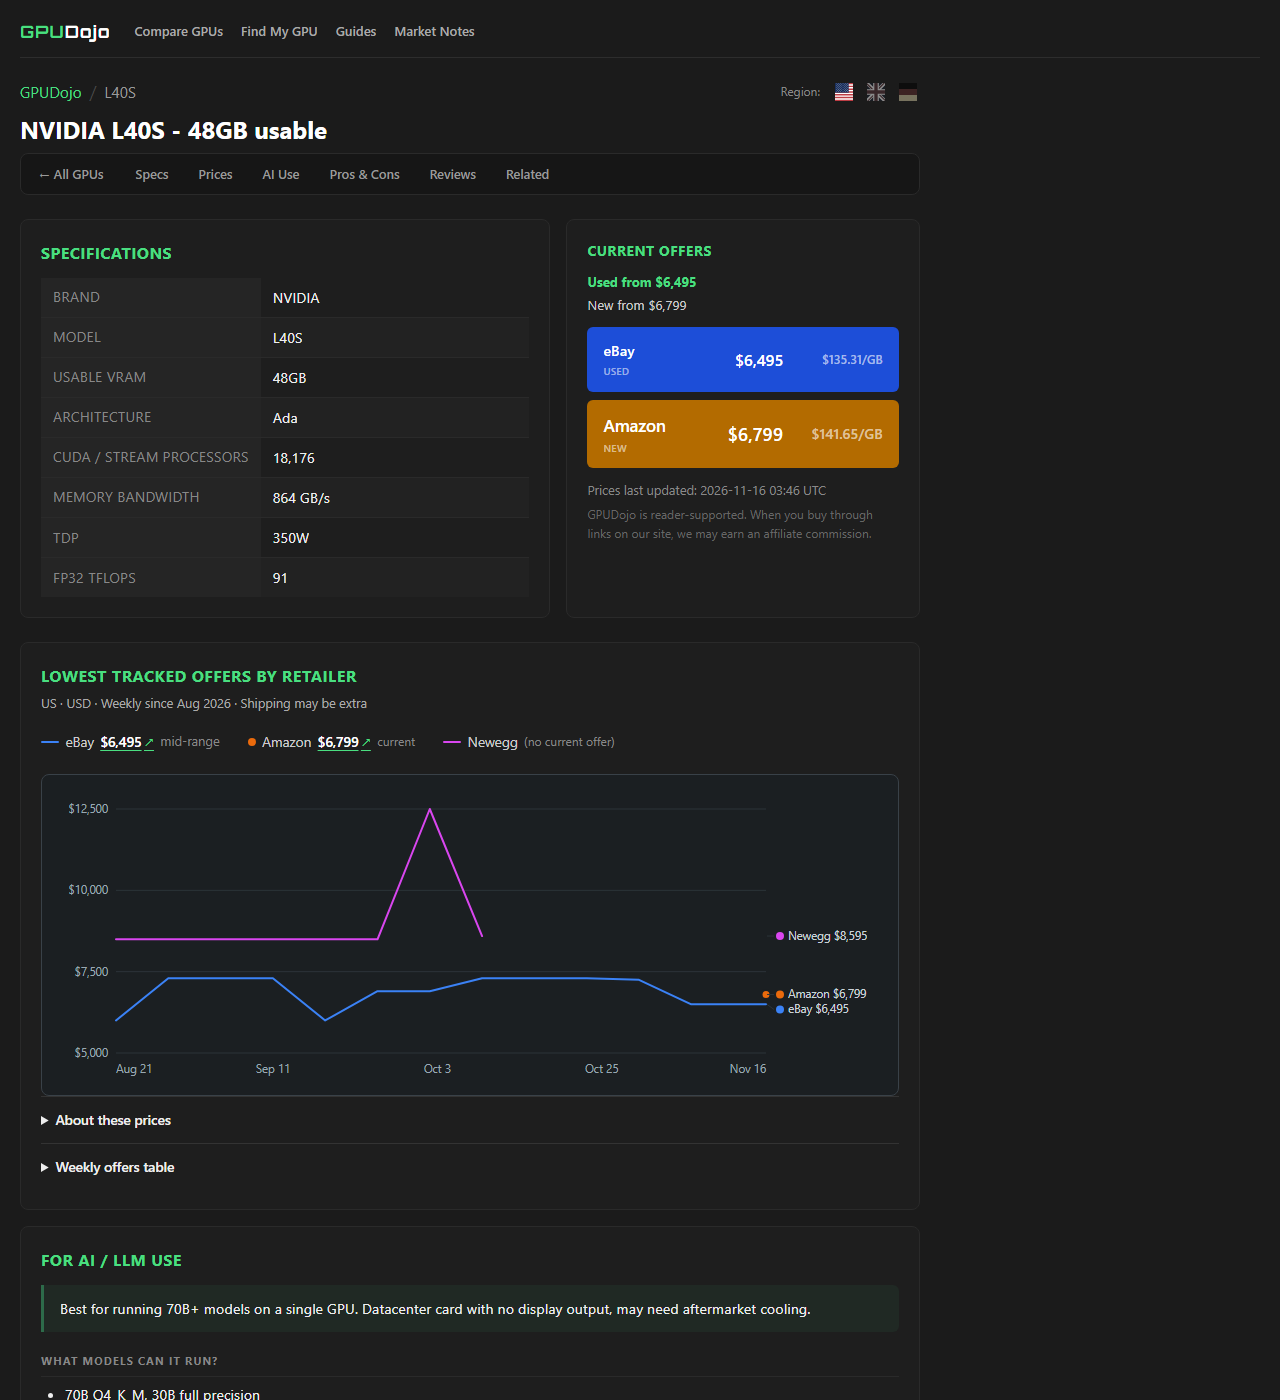 GPUDojo Compare GPUs Find My GPU Guides Market Notes
GPUDojo / L40S
Region:
NVIDIA L40S - 48GB usable
← All GPUs Specs Prices AI Use Pros & Cons Reviews Related
SPECIFICATIONS
BRAND NVIDIA
MODEL L40S
USABLE VRAM 48GB
ARCHITECTURE Ada
CUDA / STREAM PROCESSORS 18,176
MEMORY BANDWIDTH 864 GB/s
TDP 350W
FP32 TFLOPS 91
CURRENT OFFERS
Used from $6,495
New from $6,799
eBay
USED
$6,495
$135.31/GB
Amazon
NEW
$6,799
$141.65/GB
Prices last updated: 2026-11-16 03:46 UTC
GPUDojo is reader-supported. When you buy through
links on our site, we may earn an affiliate commission.
LOWEST TRACKED OFFERS BY RETAILER
US · USD · Weekly since Aug 2026 · Shipping may be extra
eBay $6,495 ↗ mid-range Amazon $6,799 ↗ current Newegg (no current offer)
$12,500
$10,000
$7,500
$5,000
Newegg $8,595
Amazon $6,799
eBay $6,495
Aug 21 Sep 11 Oct 3 Oct 25 Nov 16
▶ About these prices
▶ Weekly offers table
FOR AI / LLM USE
Best for running 70B+ models on a single GPU. Datacenter card with no display output, may need aftermarket cooling.
WHAT MODELS CAN IT RUN?
• 70B Q4_K_M, 30B full precision